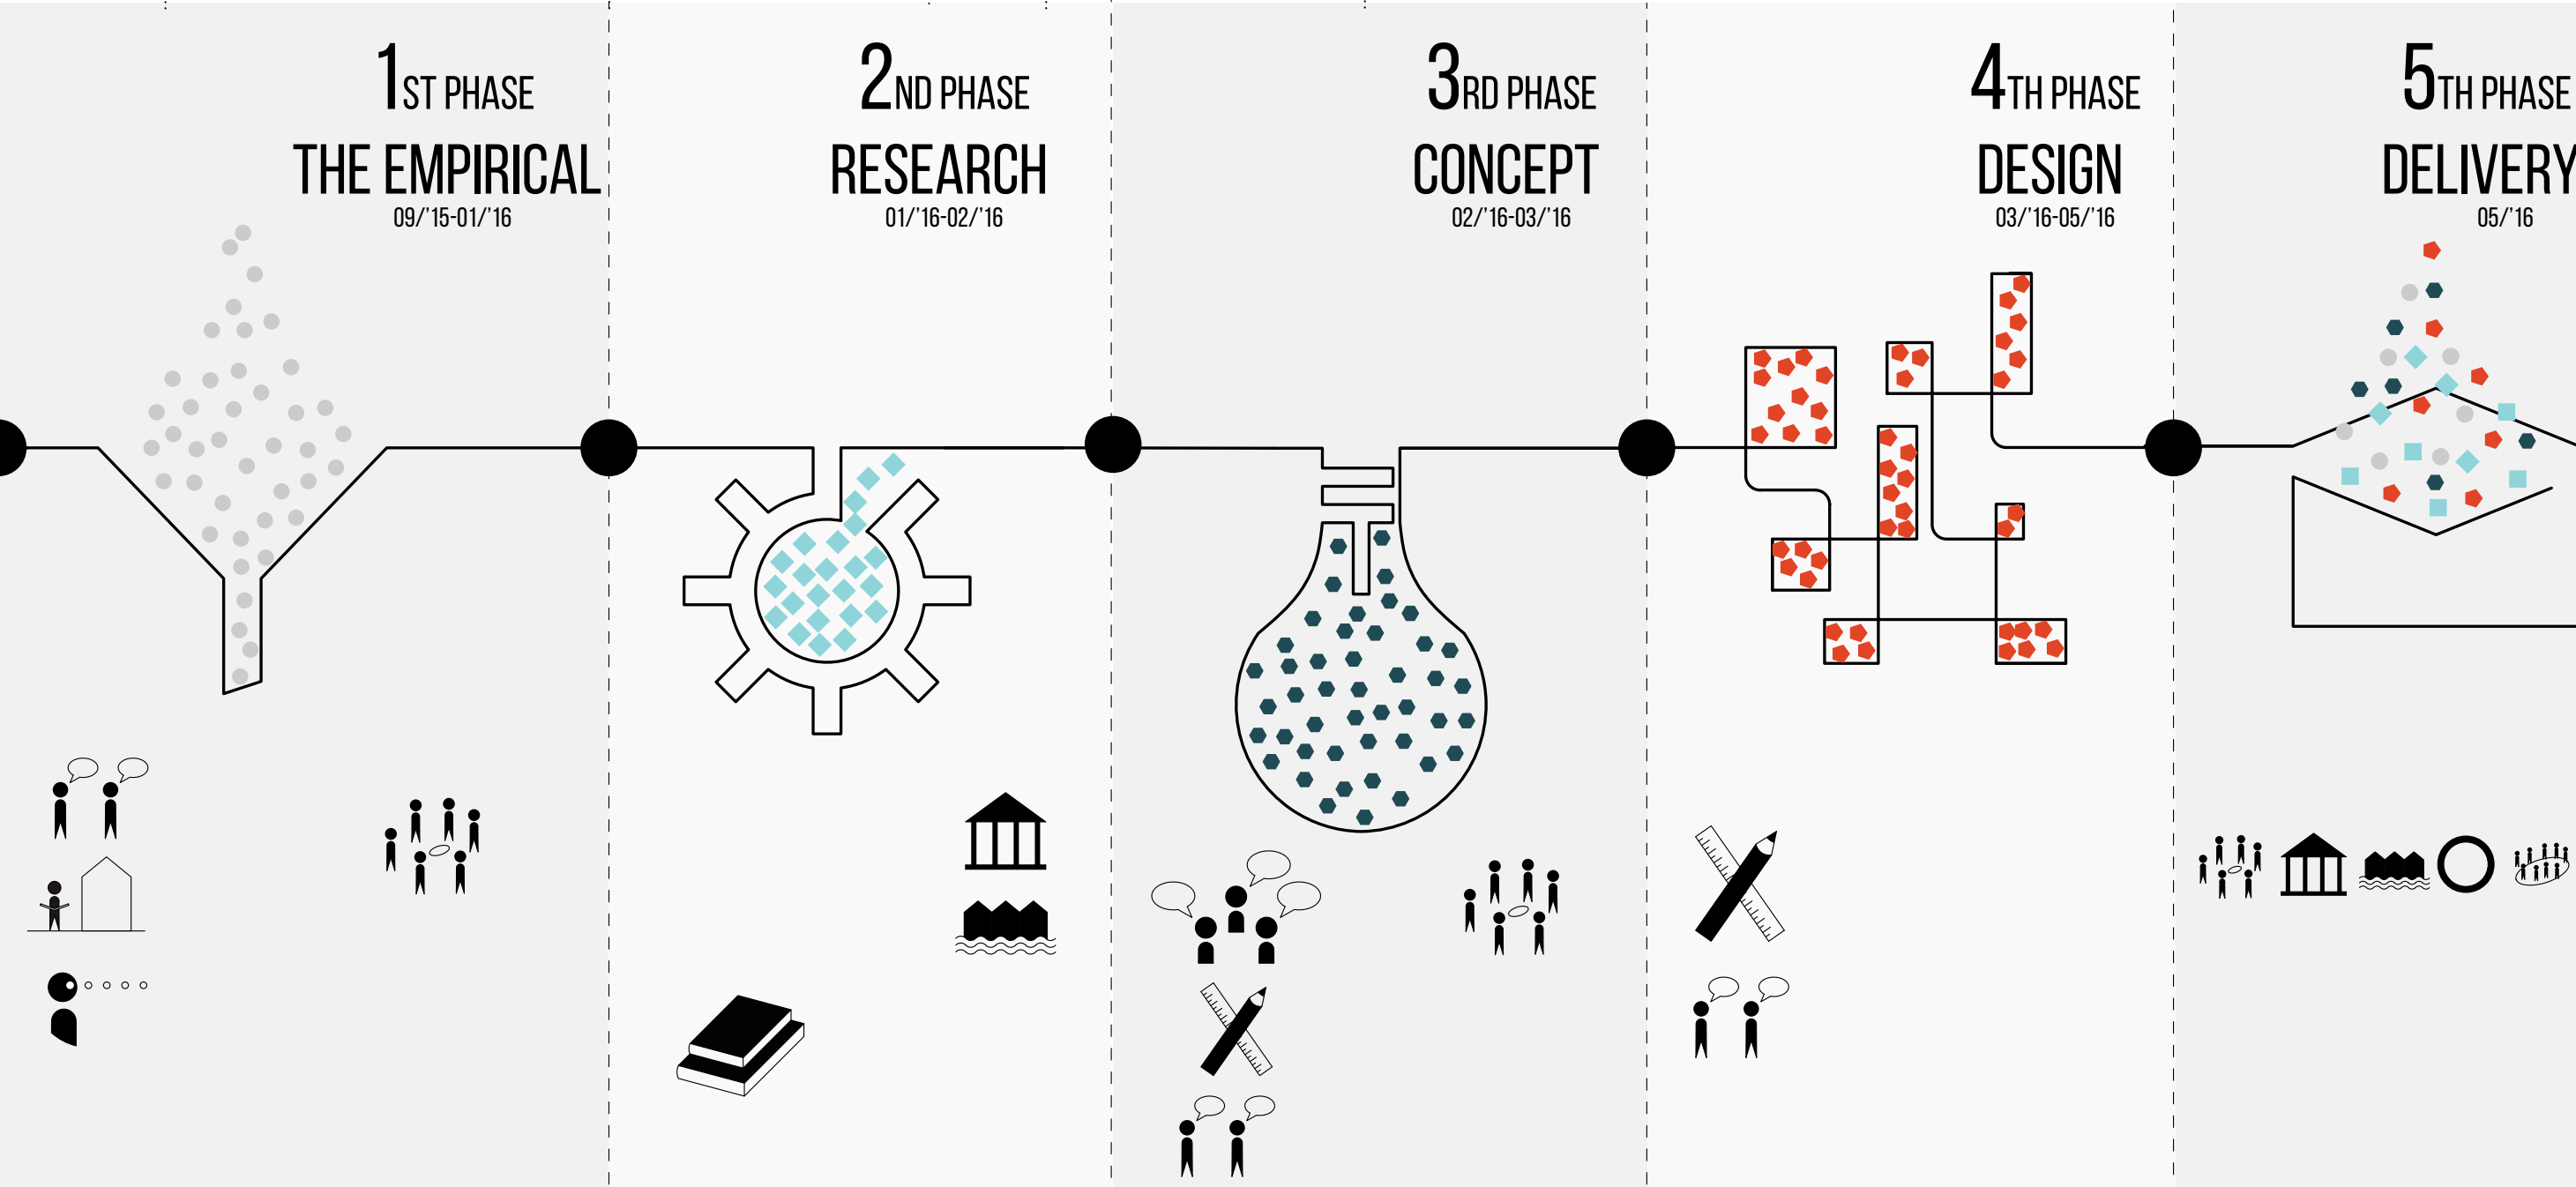 1ST PHASE
THE EMPIRICAL
09/'15-01/'16
2ND PHASE
RESEARCH
01/'16-02/'16
3RD PHASE
CONCEPT
02/'16-03/'16
4TH PHASE
DESIGN
03/'16-05/'16
5TH PHASE
DELIVERY
05/'16